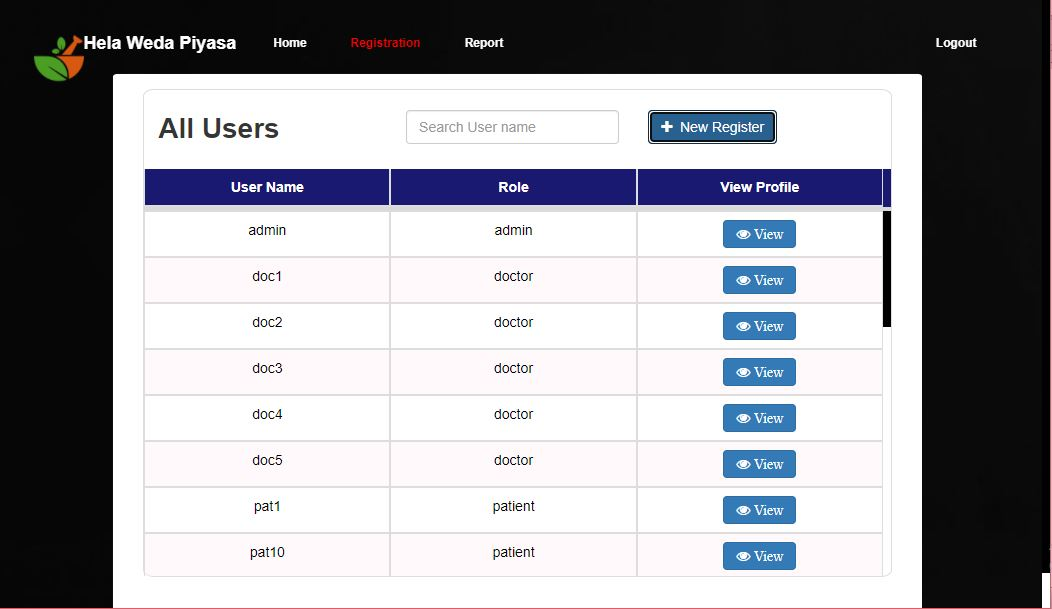 Hela Weda Piyasa Home Registration Report Logout
All Users Search User name New Register
User Name Role View Profile
admin admin View
doc1 doctor View
doc2 doctor View
doc3 doctor View
doc4 doctor View
doc5 doctor View
pat1 patient View
pat10 patient View